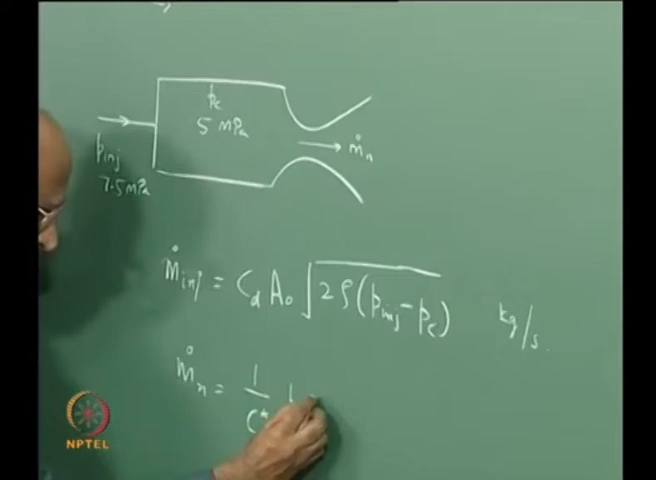 pc
5 MPa
ṁn
pinj
7.5 MPa
ṁinj = Cd A0 √2ρ(pinj - pc) kg/s.
ṁn = 1/C*
NPTEL